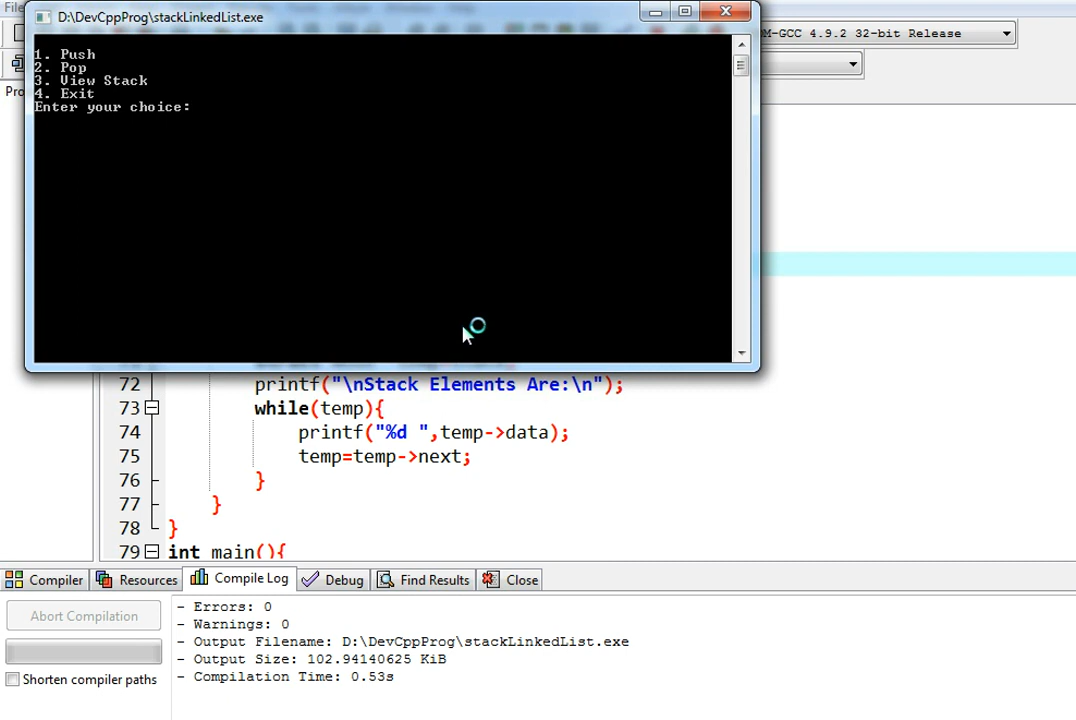 D:\DevCppProg\stackLinkedList.exe
M-GCC 4.9.2 32-bit Release
1. Push
2. Pop
3. View Stack
4. Exit
Enter your choice:
72 printf("\nStack Elements Are:\n");
73 while(temp){
74 printf("%d ",temp->data);
75 temp=temp->next;
76 }
77 }
78 }
79 int main(){
Compiler Resources Compile Log Debug Find Results Close
Abort Compilation
Shorten compiler paths
- Errors: 0
- Warnings: 0
- Output Filename: D:\DevCppProg\stackLinkedList.exe
- Output Size: 102.94140625 KiB
- Compilation Time: 0.53s